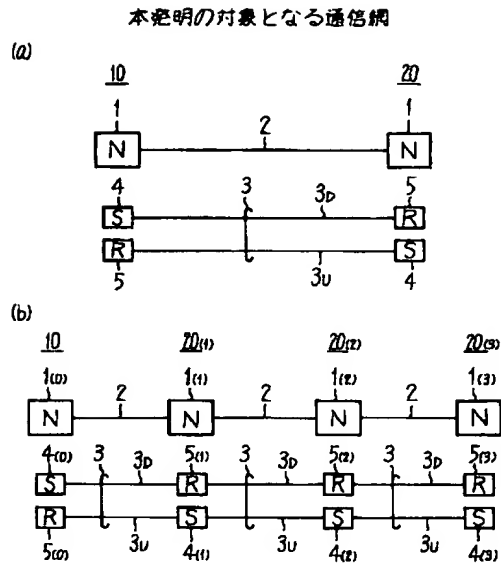 本発明の対象となる通信網
(a)
10 20
1 1
N 2 N
4 3 3D 5
S R
R S
5 3U 4
(b)
10 20(1) 20(2) 20(3)
1(0) 1(1) 1(2) 1(3)
N 2 N 2 N 2 N
4(0) 3 3D 5(1) 3 3D 5(2) 3 3D 5(3)
S R R R
R S S S
5(0) 3U 4(1) 3U 4(2) 3U 4(3)